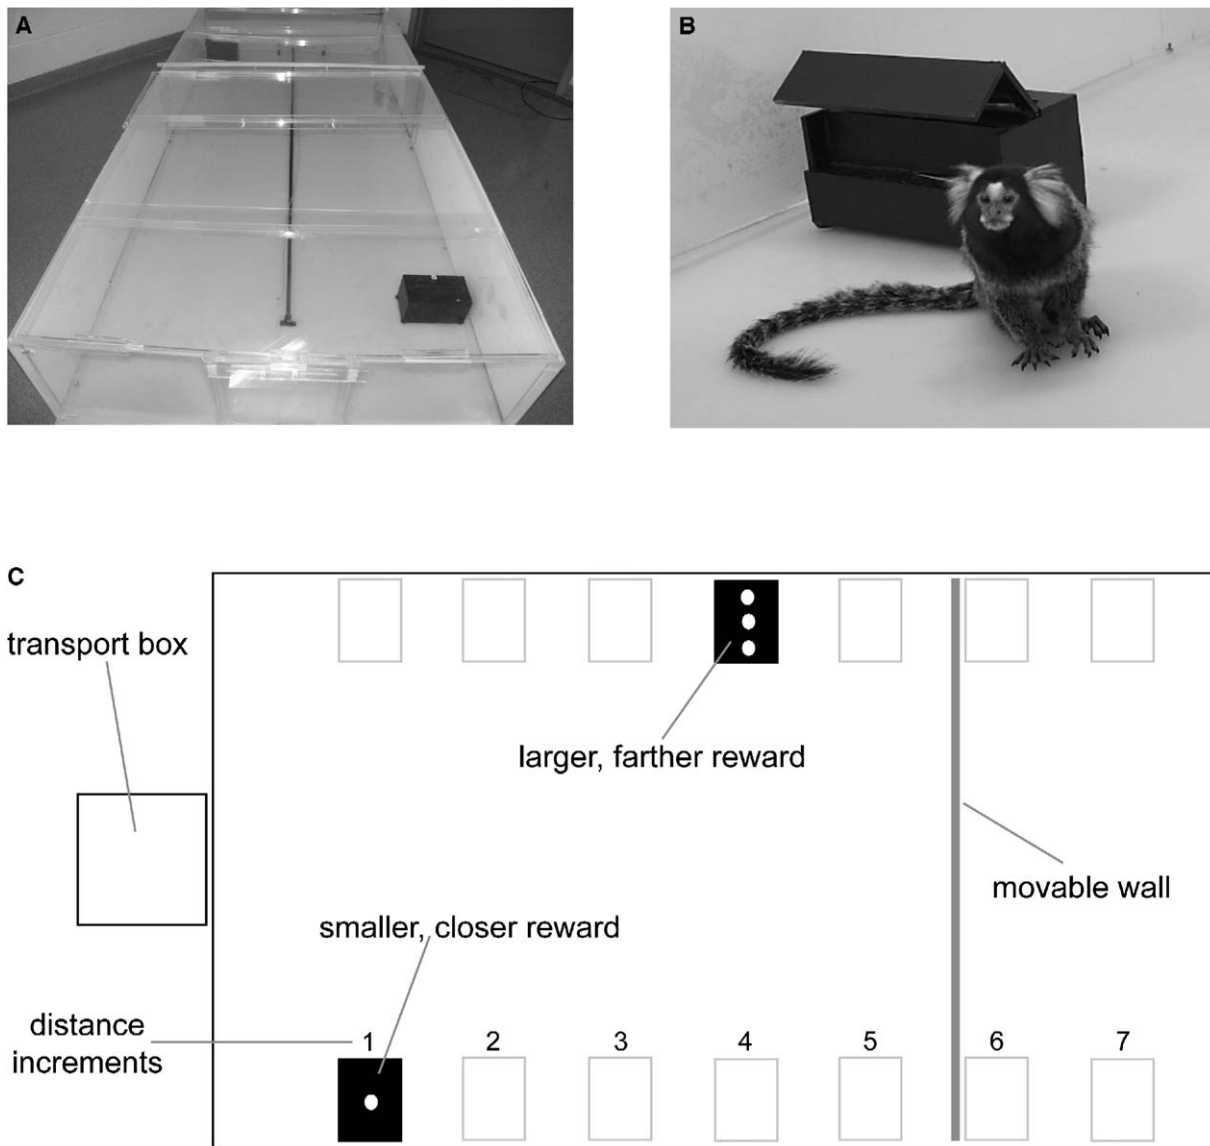 A
B
C
transport box
larger, farther reward
movable wall
smaller, closer reward
distance
increments
1 2 3 4 5 6 7